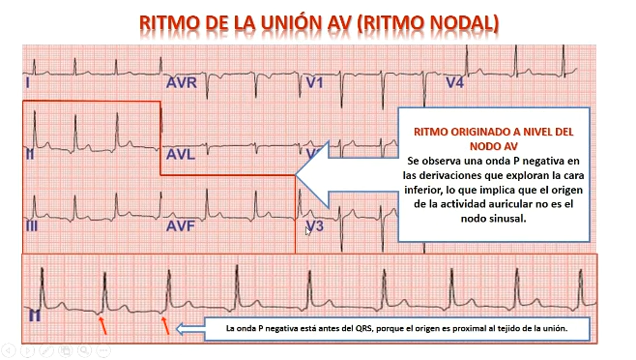 RITMO DE LA UNIÓN AV (RITMO NODAL)
I
AVR
V1
V4
RITMO ORIGINADO A NIVEL DEL
NODO AV
Se observa una onda P negativa en
las derivaciones que exploran la cara
inferior, lo que implica que el origen
de la actividad auricular no es el
nodo sinusal.
II
AVL
III
AVF
V3
II
La onda P negativa está antes del QRS, porque el origen es proximal al tejido de la unión.